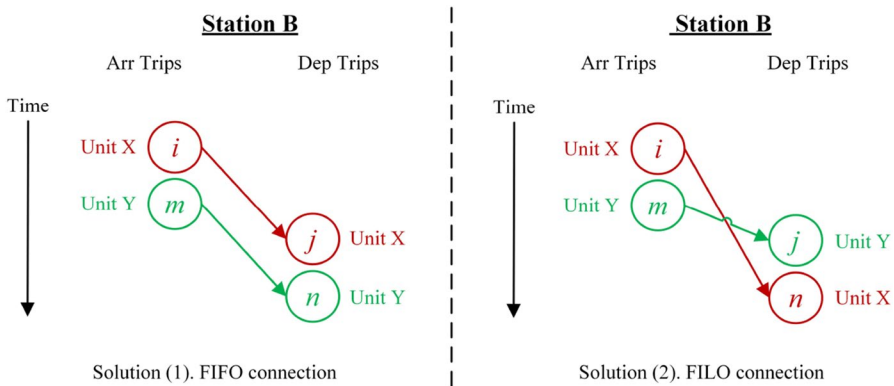 Station B
Arr Trips Dep Trips
Time
Unit X i
Unit Y m
j Unit X
n Unit Y
Solution (1). FIFO connection
Station B
Arr Trips Dep Trips
Time
Unit X i
Unit Y m
j Unit Y
n Unit X
Solution (2). FILO connection